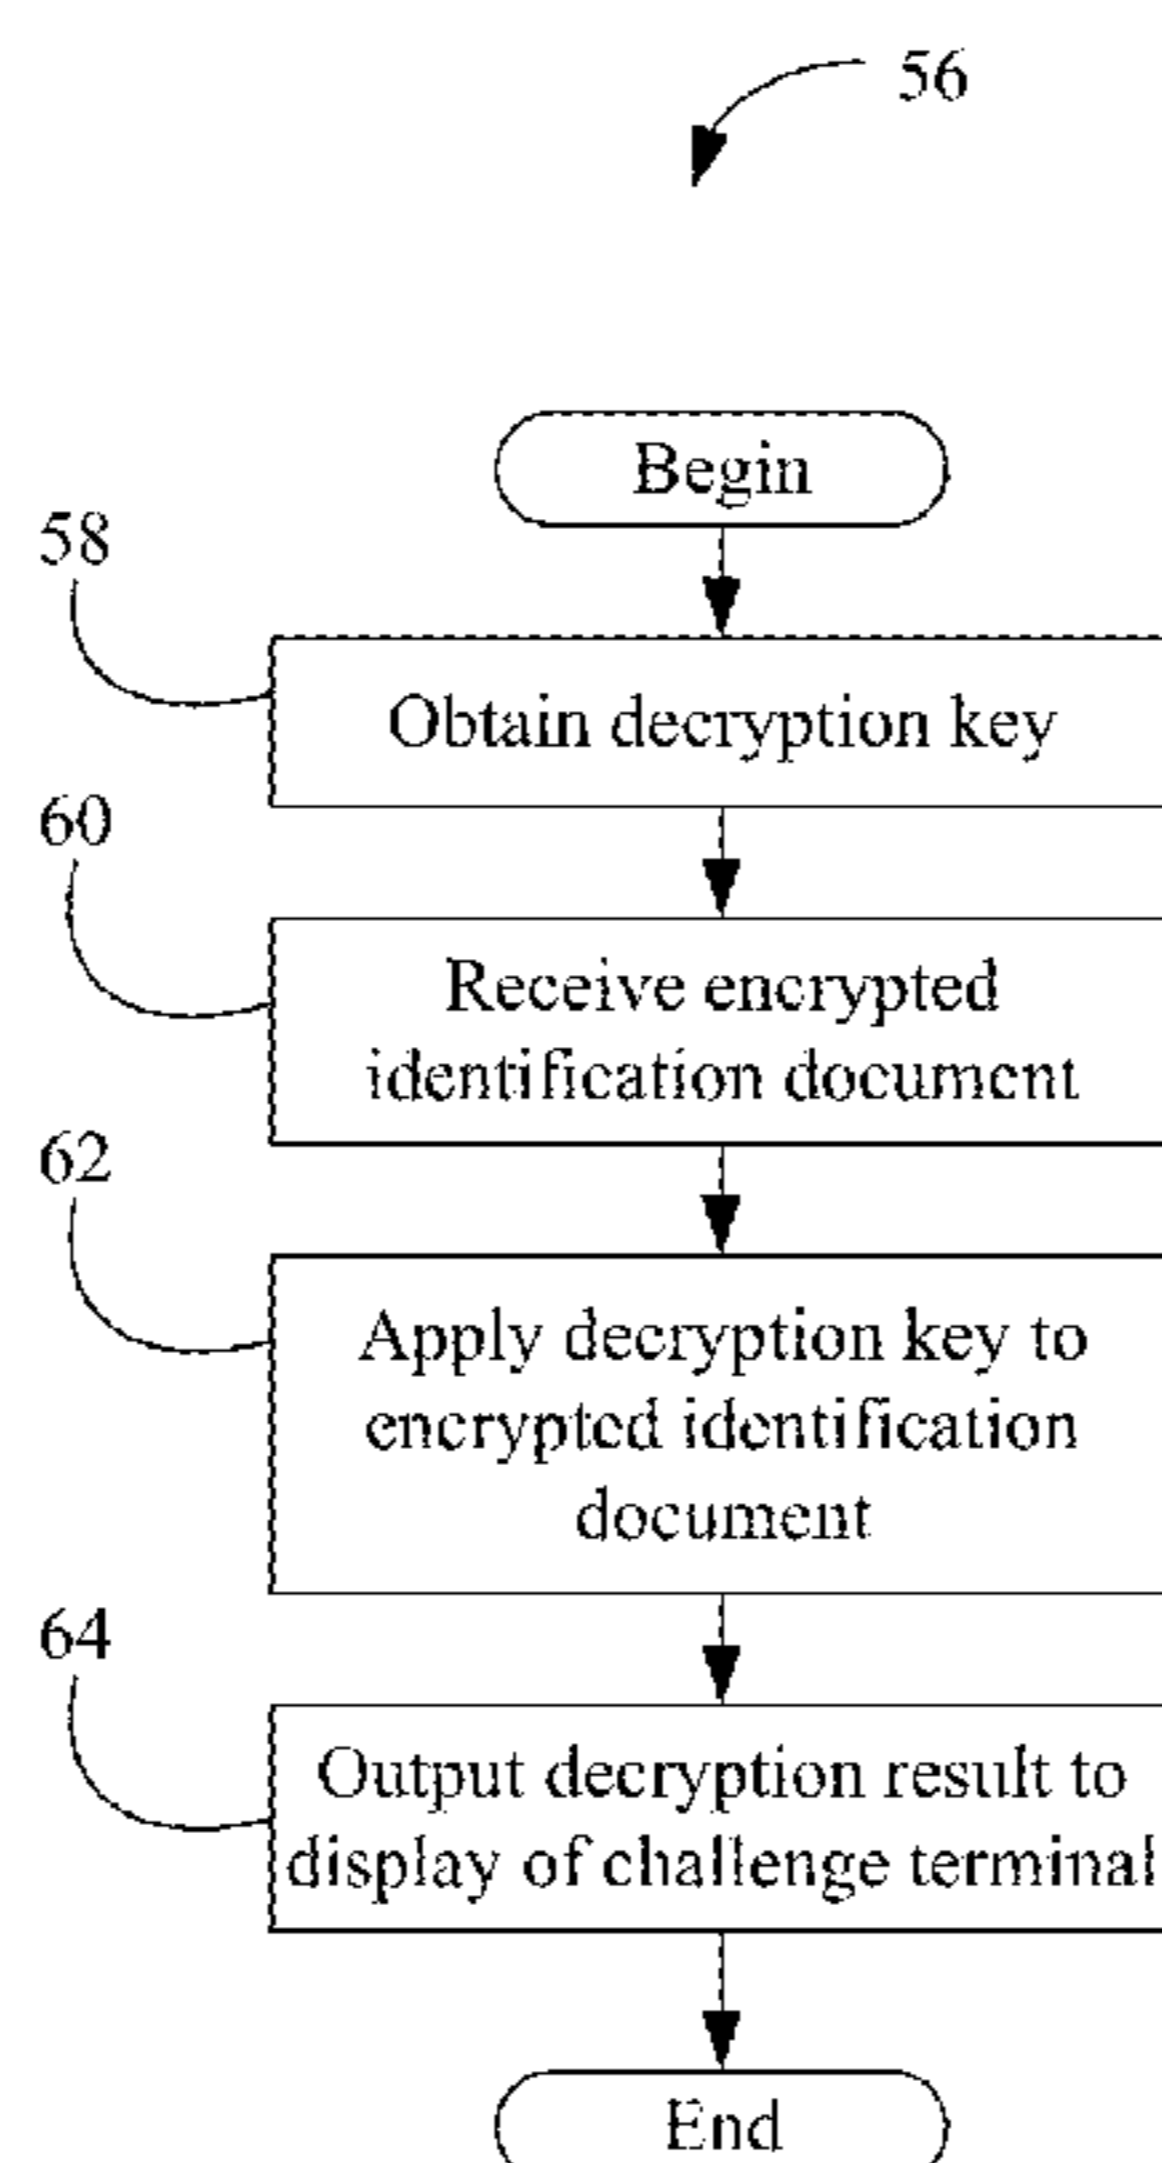 56
Begin
58
Obtain decryption key
60
Receive encrypted
identification document
62
Apply decryption key to
encrypted identification
document
64
Output decryption result to
display of challenge terminal
End